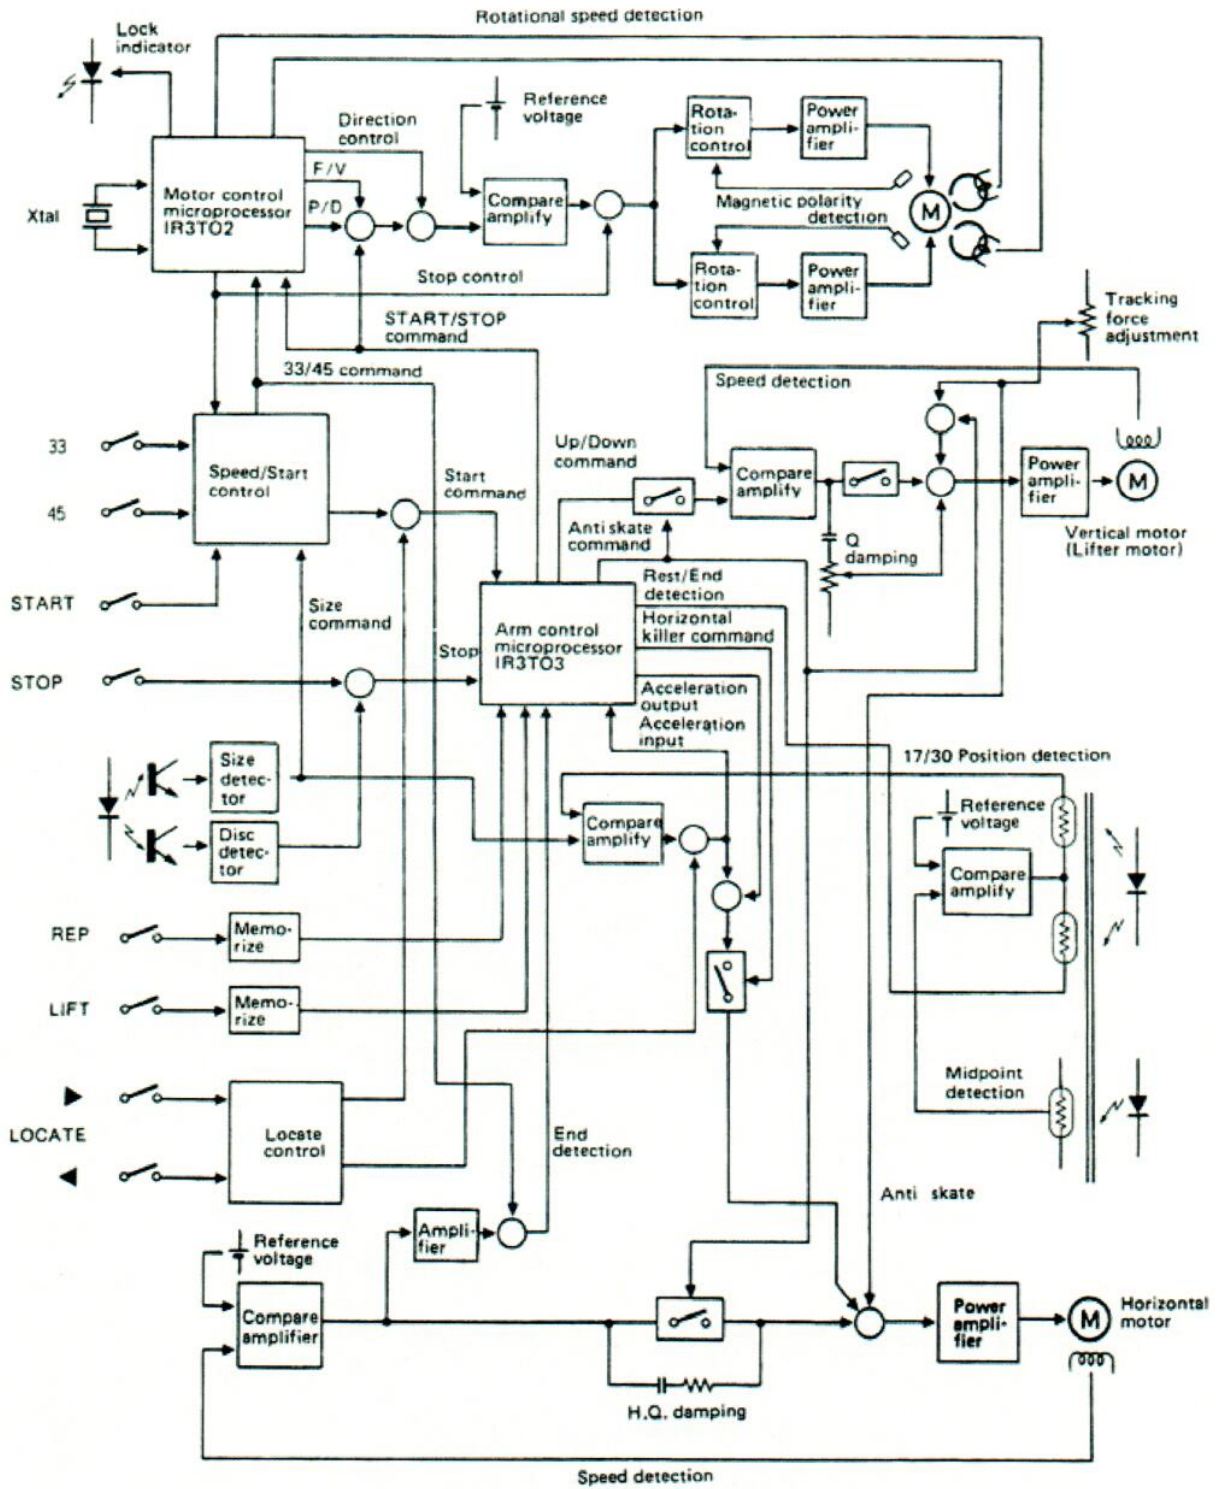 Rotational speed detection
Lock
indicator
Reference
voltage
Direction
control
F/V
P/D
Xtal
Motor control
microprocessor
IR3TO2
Compare
amplify
Rota-
tion
control
Power
ampli-
fier
Magnetic polarity
detection
M
Rota-
tion
control
Power
ampli-
fier
Stop control
START/STOP
command
33/45 command
Tracking
force
adjustment
Speed detection
33
45
Speed/Start
control
Start
command
Up/Down
command
Compare
amplify
Power
ampli-
fier
M
Vertical motor
(Lifter motor)
Anti skate
command
Q
damping
START
Size
command
Rest/End
detection
Horizontal
killer command
Arm control
microprocessor
IR3TO3
Stop
STOP
Acceleration
output
Acceleration
input
17/30 Position detection
Size
detec-
tor
Disc
detec-
tor
Compare
amplify
Reference
voltage
Compare
amplify
REP
Memo-
rize
LIFT
Memo-
rize
Midpoint
detection
LOCATE
Locate
control
End
detection
Anti skate
Ampli-
fier
Reference
voltage
Compare
amplifier
Power
ampli-
fier
M
Horizontal
motor
H.Q. damping
Speed detection